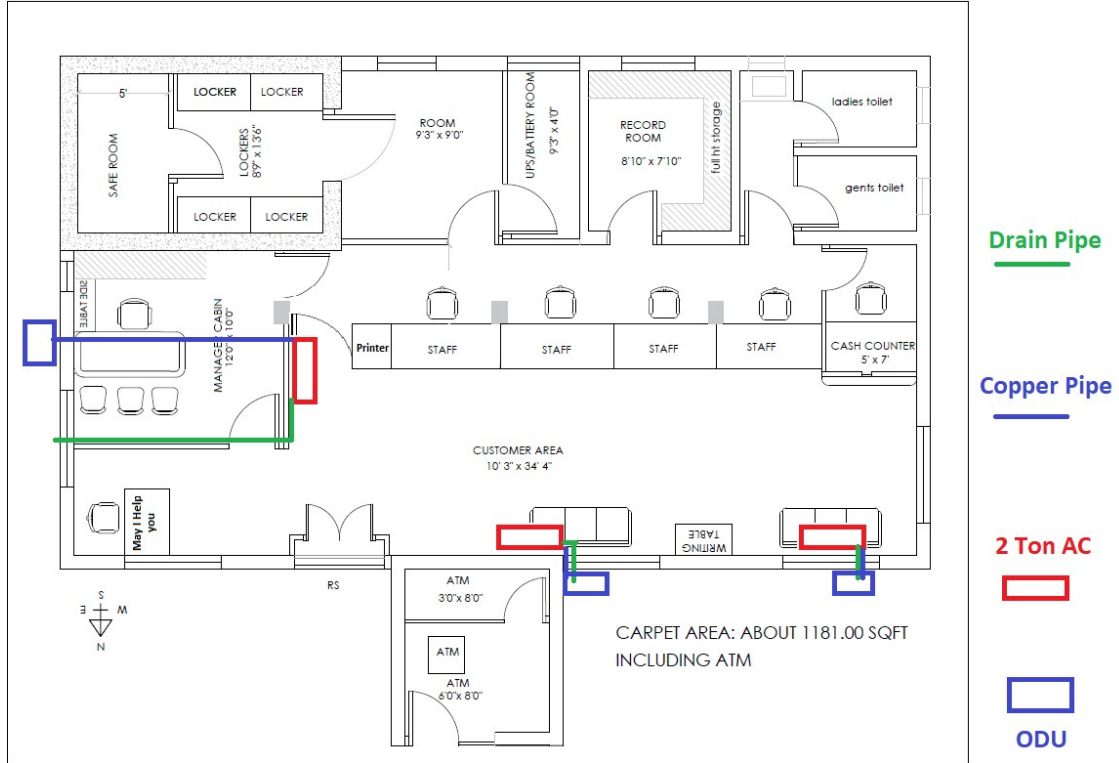 5'
LOCKER
LOCKER
SAFE ROOM
LOCKERS
8'9" x 13'6"
LOCKER
LOCKER
ROOM
9'3" x 9'0"
UPS/BATTERY ROOM
9'3" x 4'0"
RECORD
ROOM
8'10" x 7'10"
full ht storage
ladies toilet
gents toilet
Drain Pipe
SIDE TABLE
MANAGER CABIN
12'0" x 10'0"
Printer
STAFF
STAFF
STAFF
STAFF
CASH COUNTER
5' x 7'
Copper Pipe
CUSTOMER AREA
10' 3" x 34' 4"
May I Help
you
WRITING
TABLE
2 Ton AC
RS
ATM
3'0"x 8'0"
S
E
W
N
ATM
ATM
6'0"x 8'0"
CARPET AREA: ABOUT 1181.00 SQFT
INCLUDING ATM
ODU